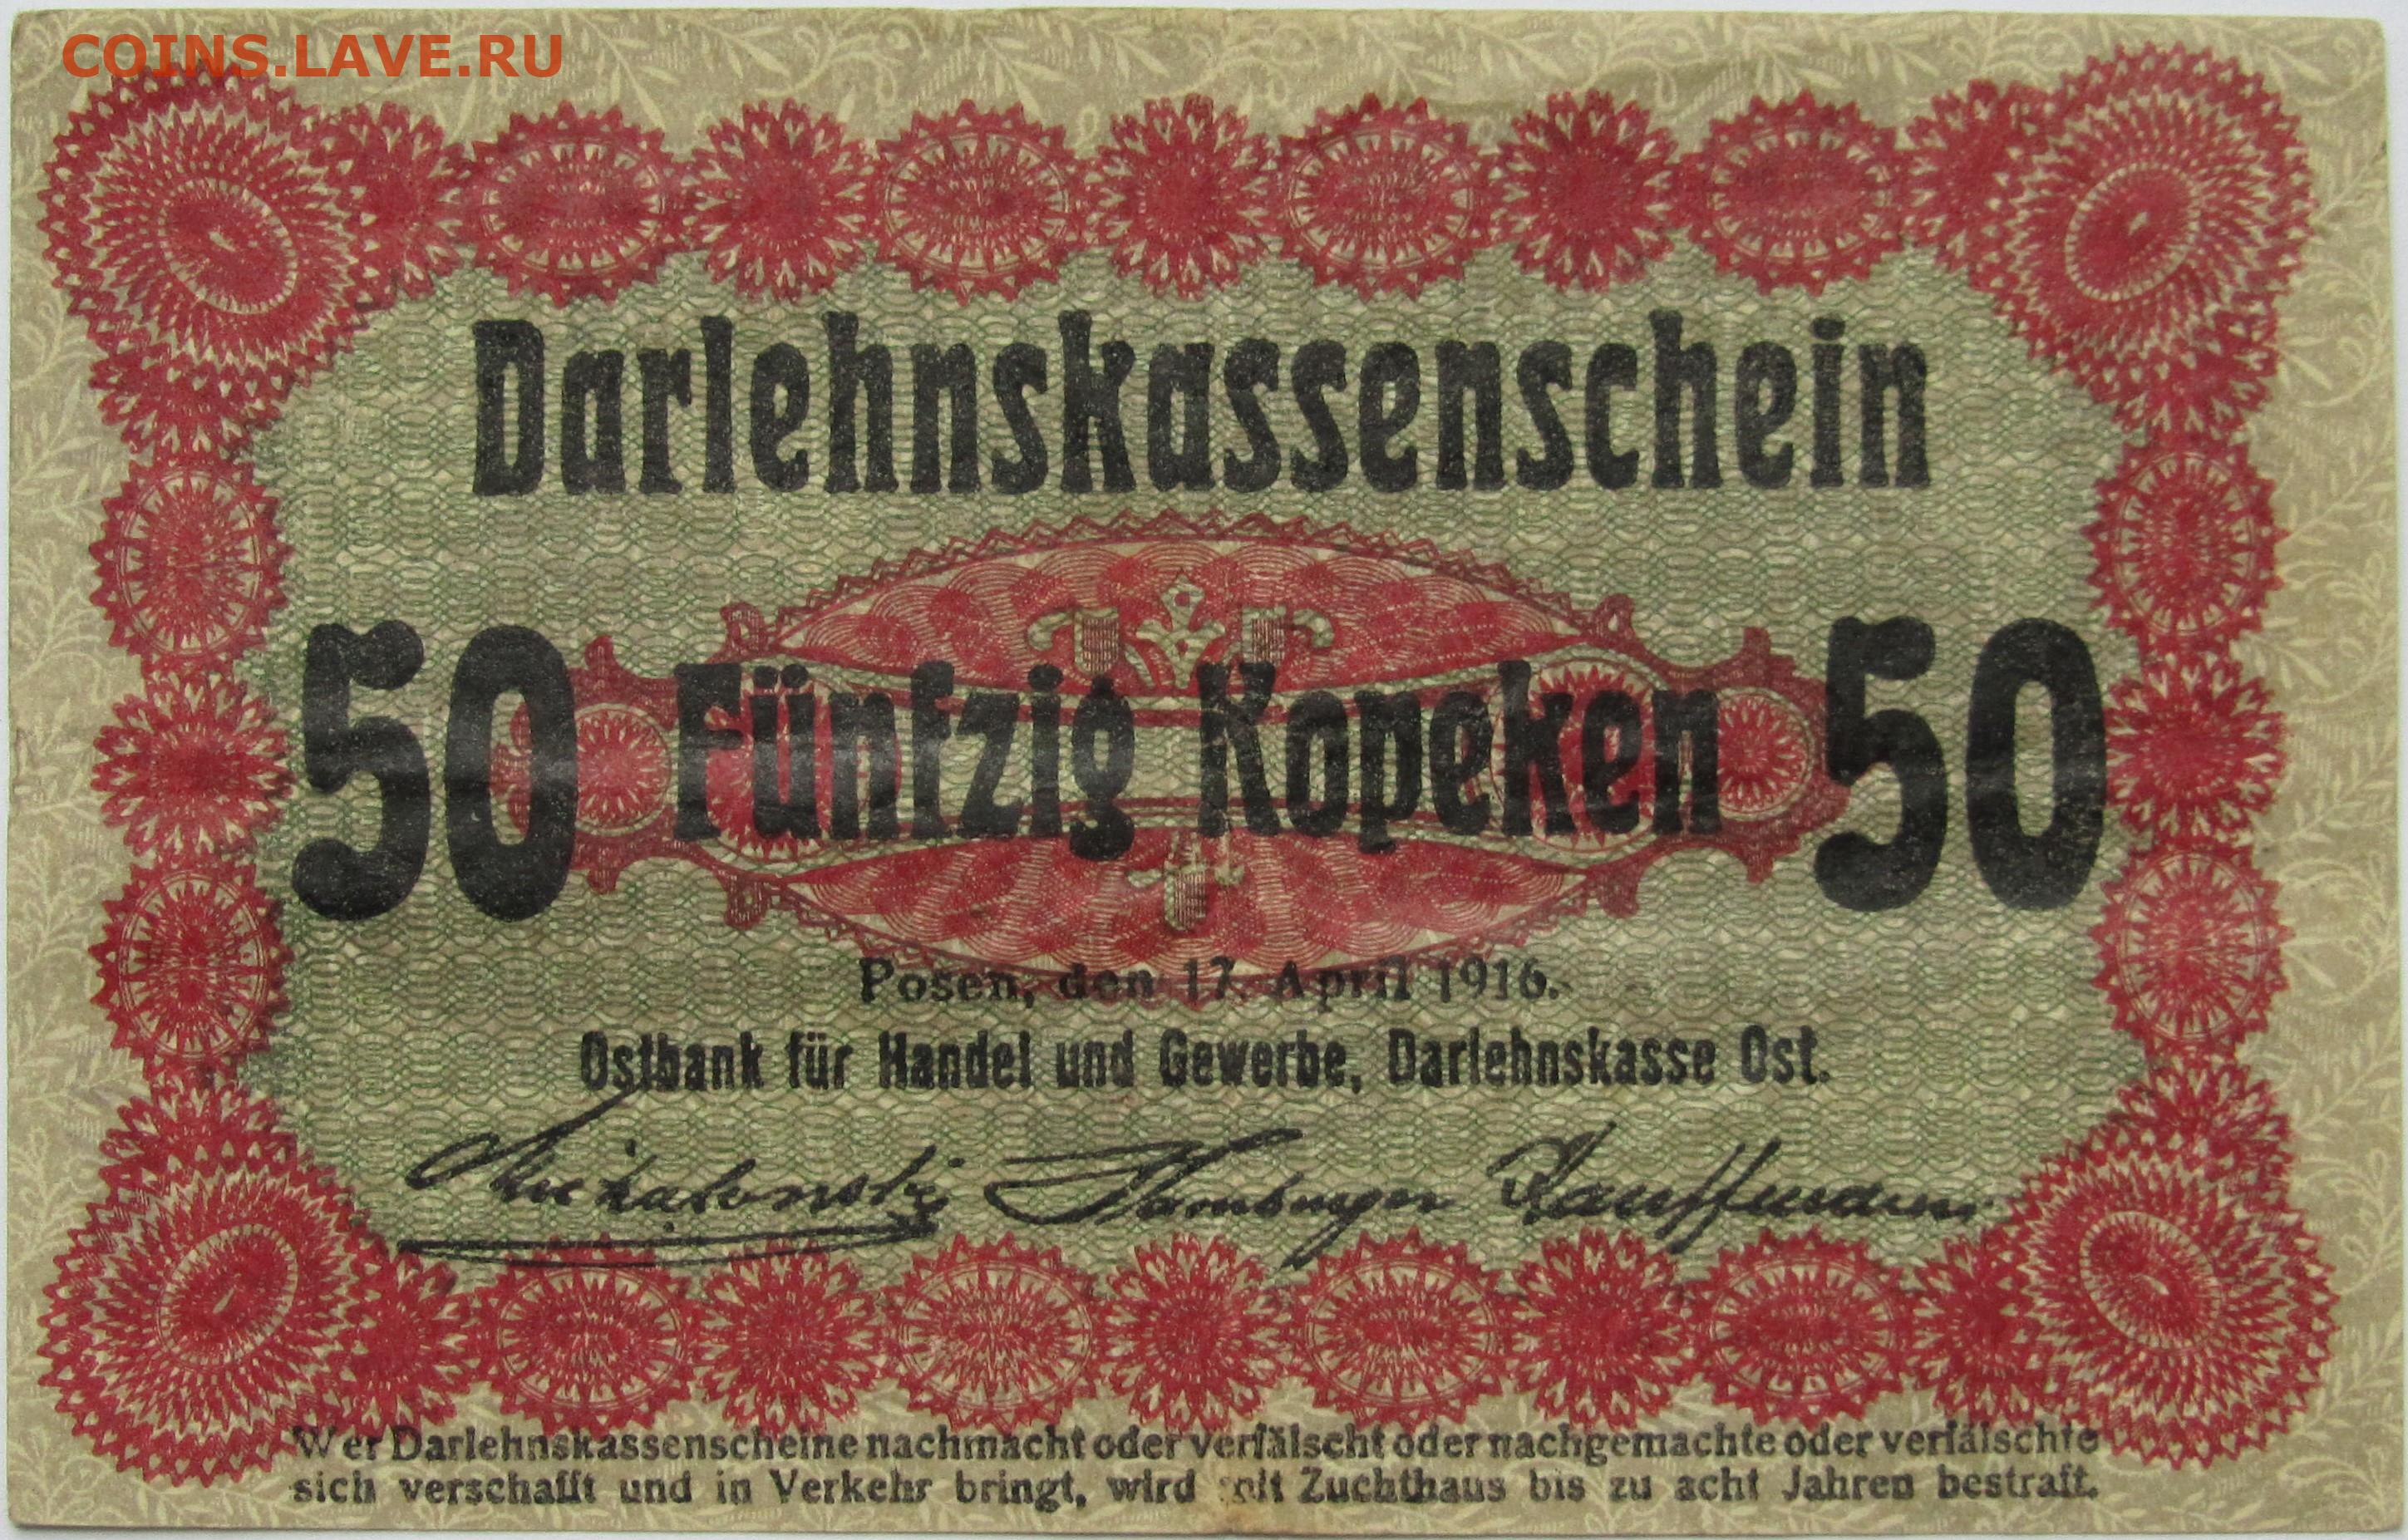 COINS.LAVE.RU
Darlehnskassenschein
50 Fünfzig Kopeken 50
Posen, den 17. April 1916.
Ostbank für Handel und Gewerbe, Darlehnskasse Ost.
Hamburger Kauffmann
Wer Darlehnskassenscheine nachmacht oder verfälscht oder nachgemachte oder verfälschte
sich verschafft und in Verkehr bringt, wird mit Zuchthaus bis zu acht Jahren bestraft.